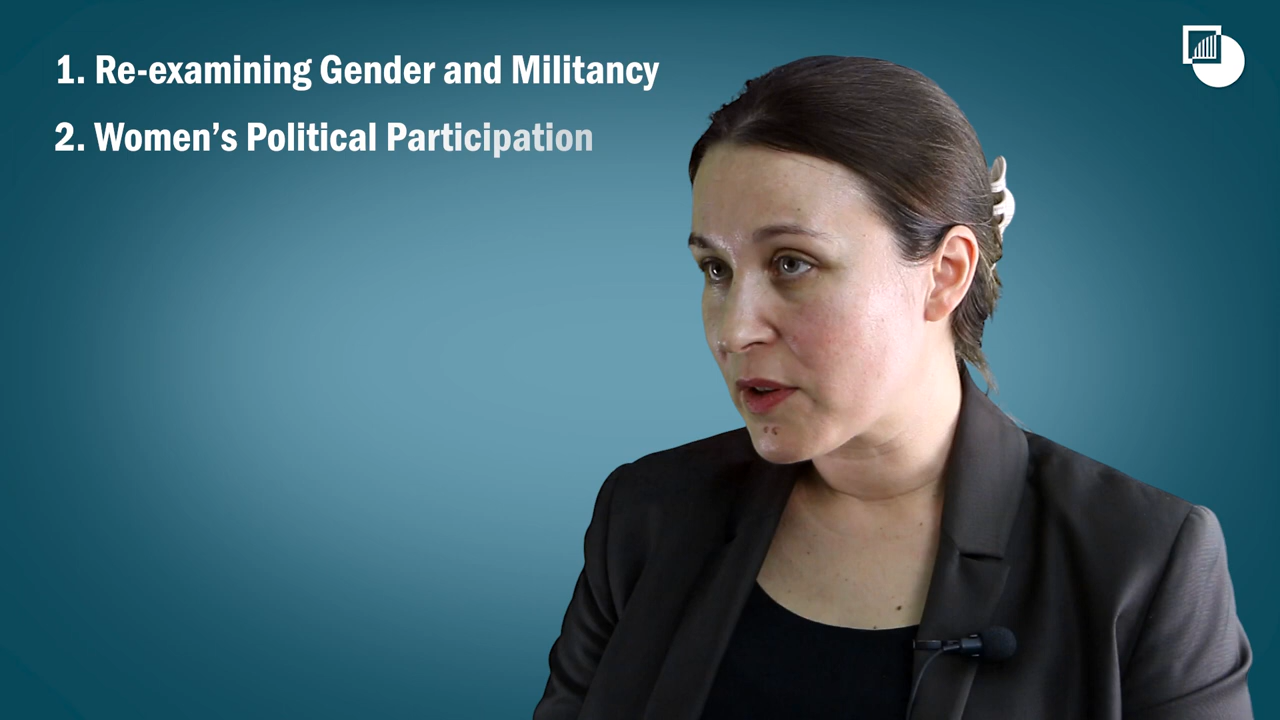 1. Re-examining Gender and Militancy
2. Women’s Political Participation